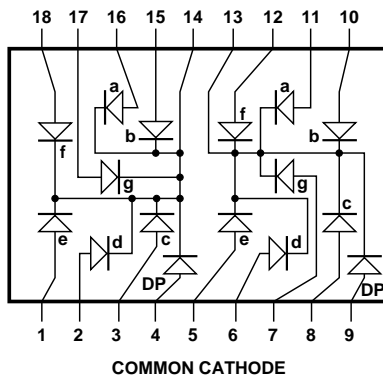 18 17 16 15 14 13 12 11 10
a a
f b f b
g g
e d c e d c
DP DP
1 2 3 4 5 6 7 8 9
COMMON CATHODE